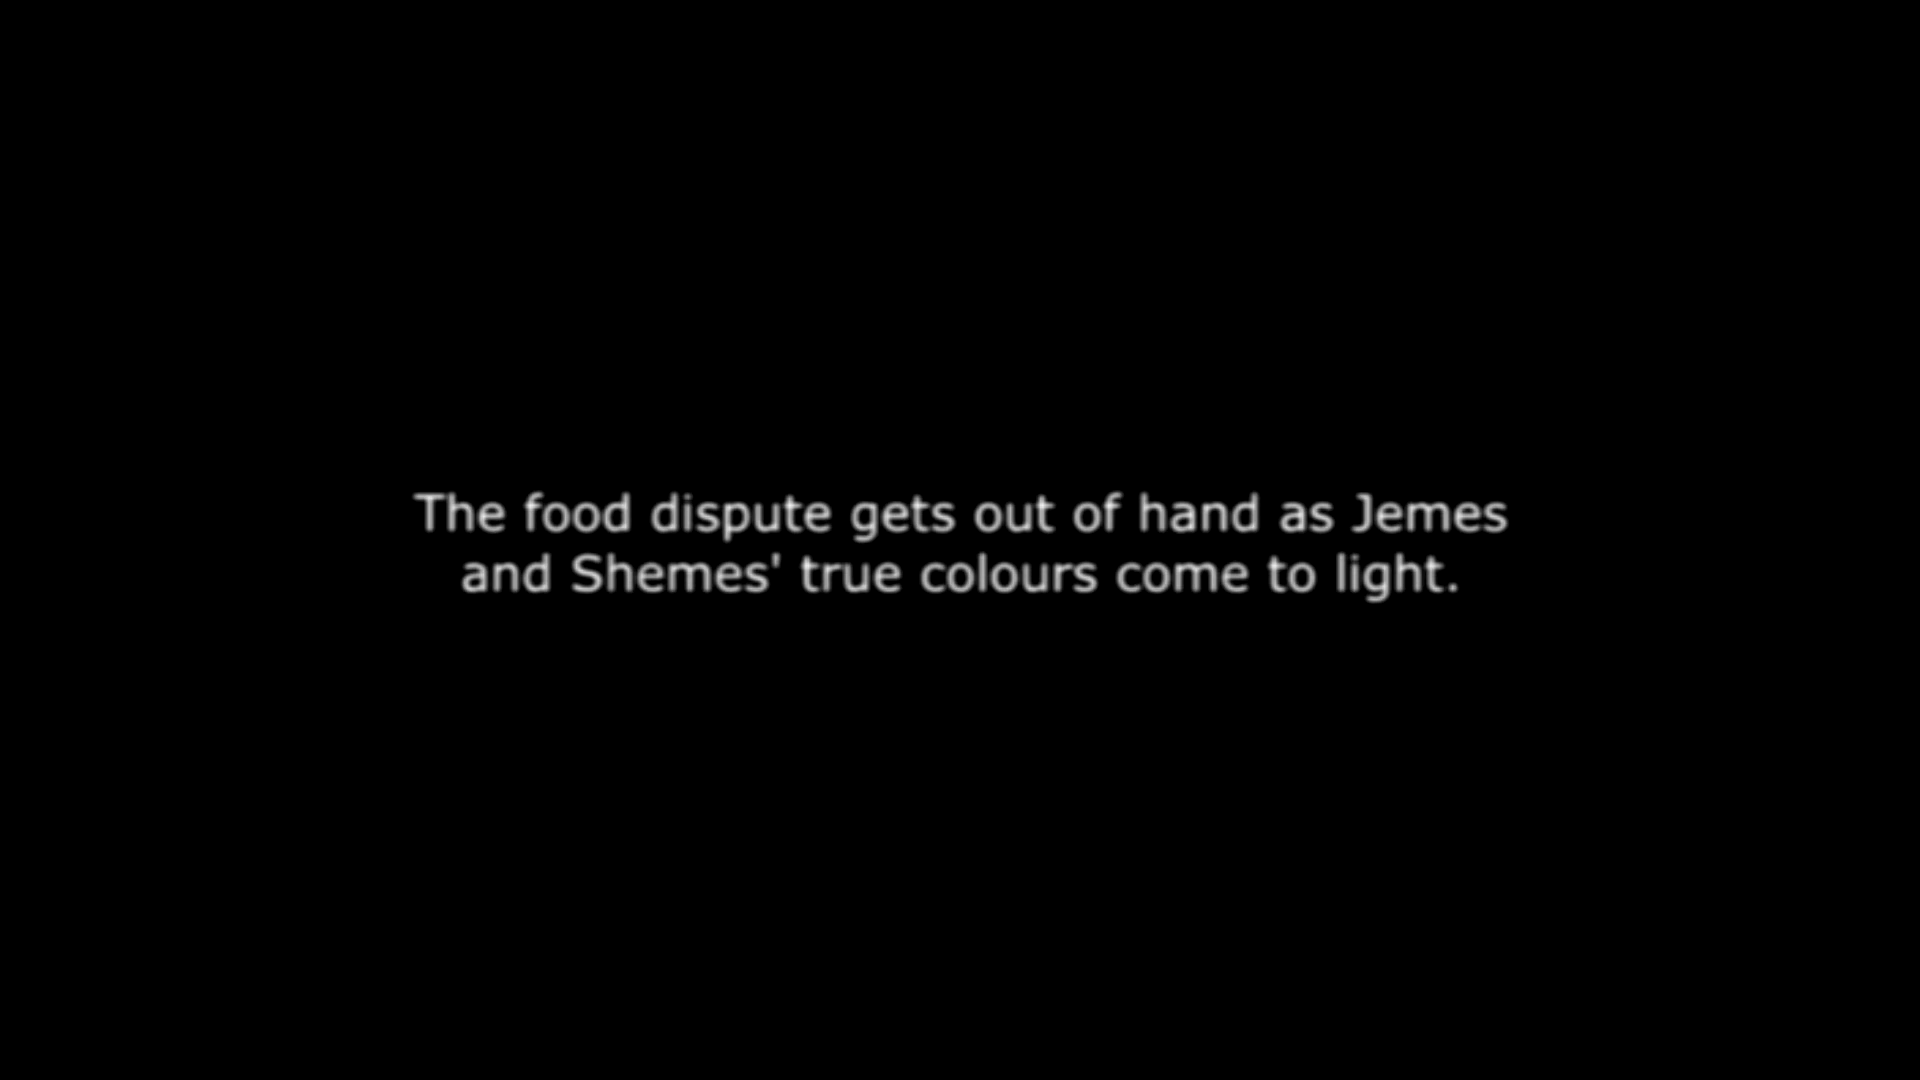 The food dispute gets out of hand as Jemes
and Shemes' true colours come to light.